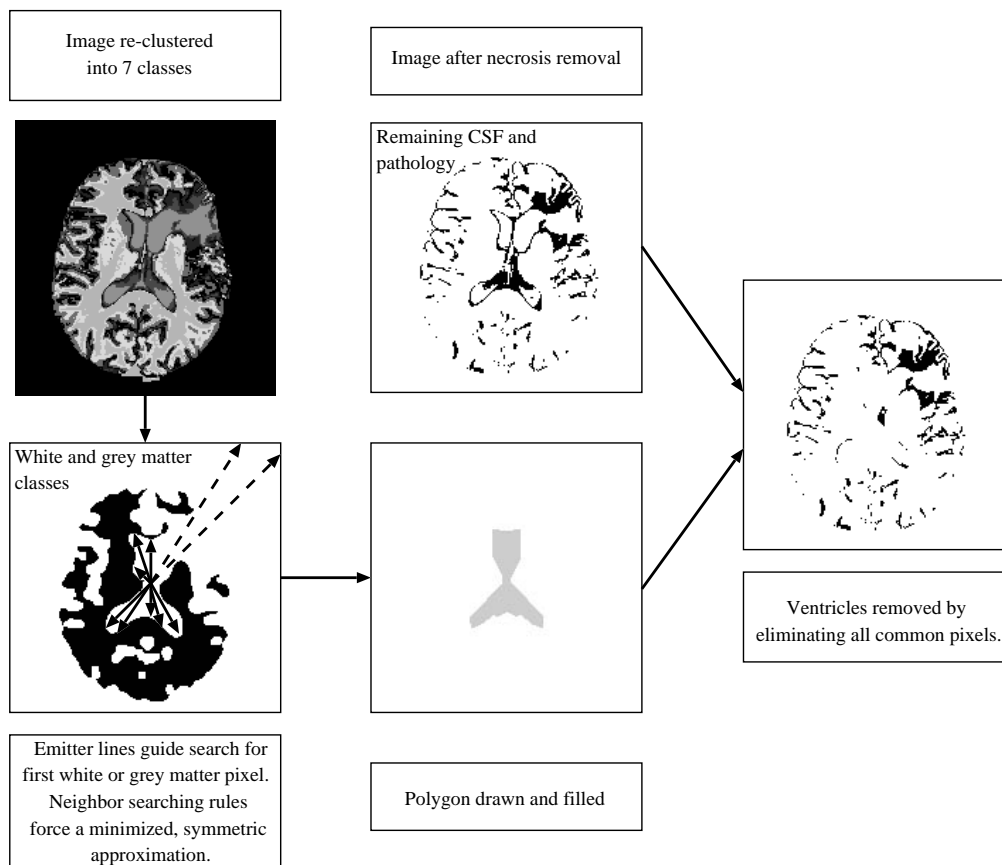 Image re-clustered
into 7 classes
Image after necrosis removal
Remaining CSF and
pathology
White and grey matter
classes
Ventricles removed by
eliminating all common pixels.
Emitter lines guide search for
first white or grey matter pixel.
Neighbor searching rules
force a minimized, symmetric
approximation.
Polygon drawn and filled